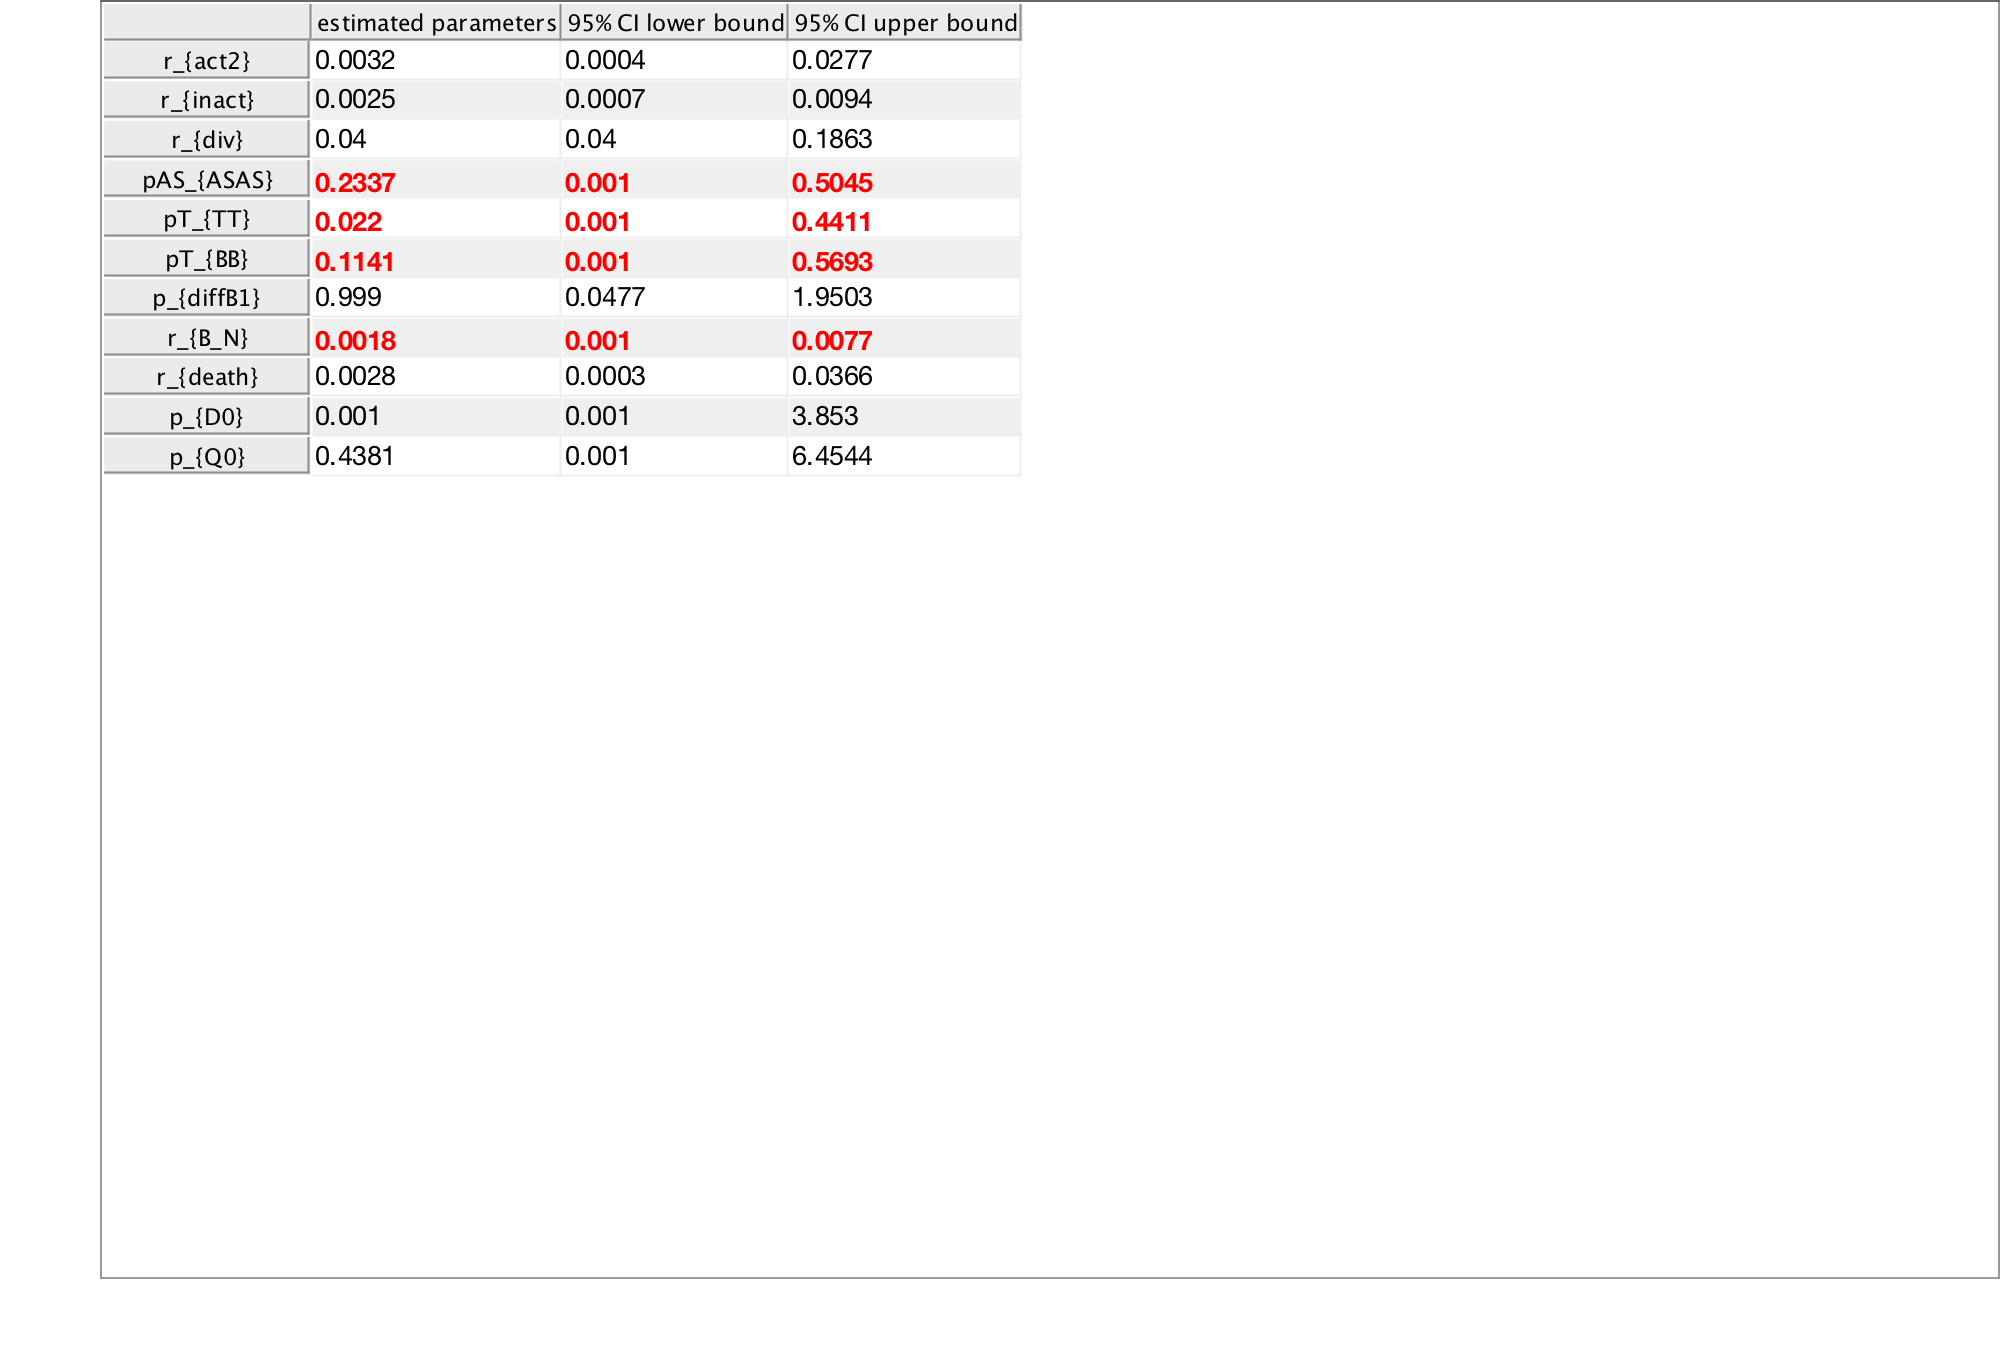 estimated parameters 95% CI lower bound 95% CI upper bound
r_{act2} 0.0032 0.0004 0.0277
r_{inact} 0.0025 0.0007 0.0094
r_{div} 0.04 0.04 0.1863
pAS_{ASAS} 0.2337 0.001 0.5045
pT_{TT} 0.022 0.001 0.4411
pT_{BB} 0.1141 0.001 0.5693
p_{diffB1} 0.999 0.0477 1.9503
r_{B_N} 0.0018 0.001 0.0077
r_{death} 0.0028 0.0003 0.0366
p_{D0} 0.001 0.001 3.853
p_{Q0} 0.4381 0.001 6.4544